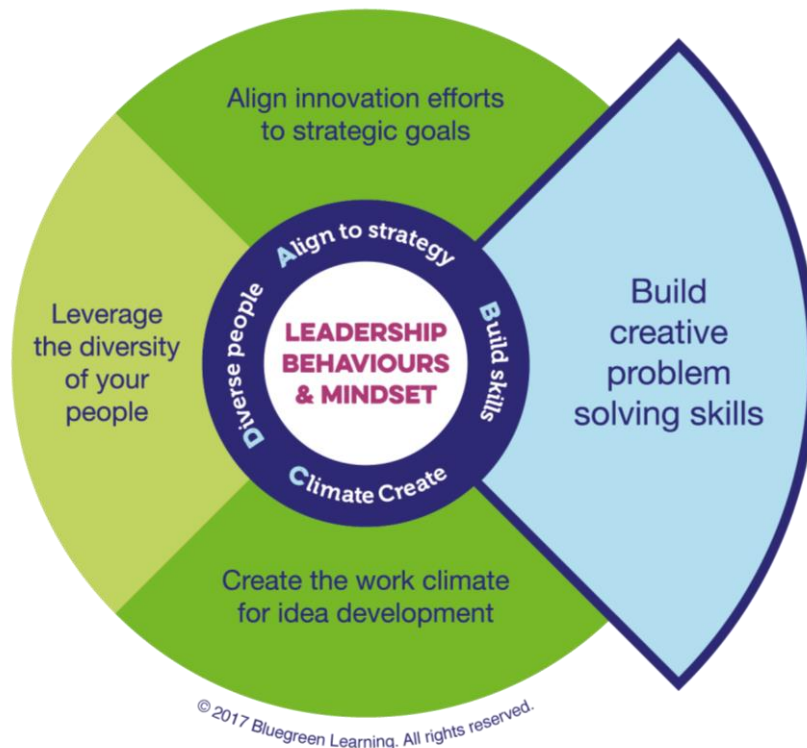 Align innovation efforts
to strategic goals
Align to strategy
Build
creative
problem
solving skills
Build skills
Leverage
the diversity
of your
people
Diverse people
LEADERSHIP
BEHAVIOURS
& MINDSET
Climate Create
Create the work climate
for idea development
© 2017 Bluegreen Learning. All rights reserved.